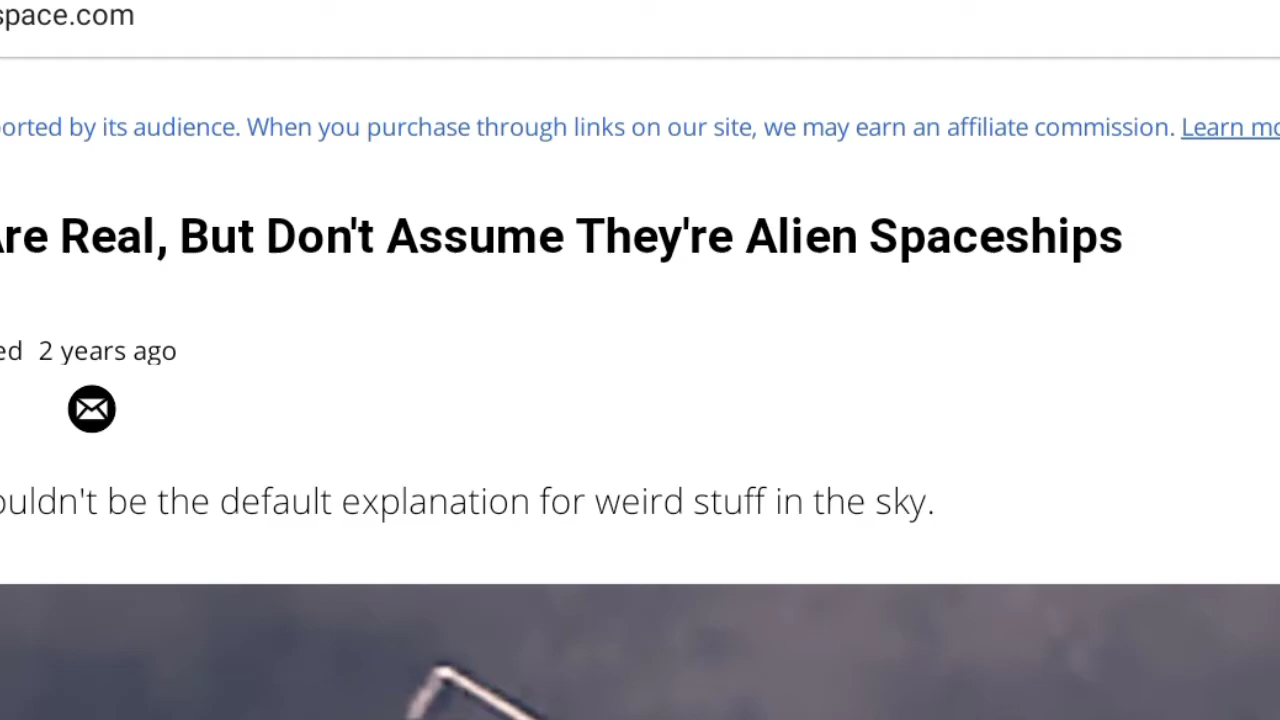 space.com
orted by its audience. When you purchase through links on our site, we may earn an affiliate commission. Learn mo
re Real, But Don't Assume They're Alien Spaceships
ed 2 years ago
ouldn't be the default explanation for weird stuff in the sky.